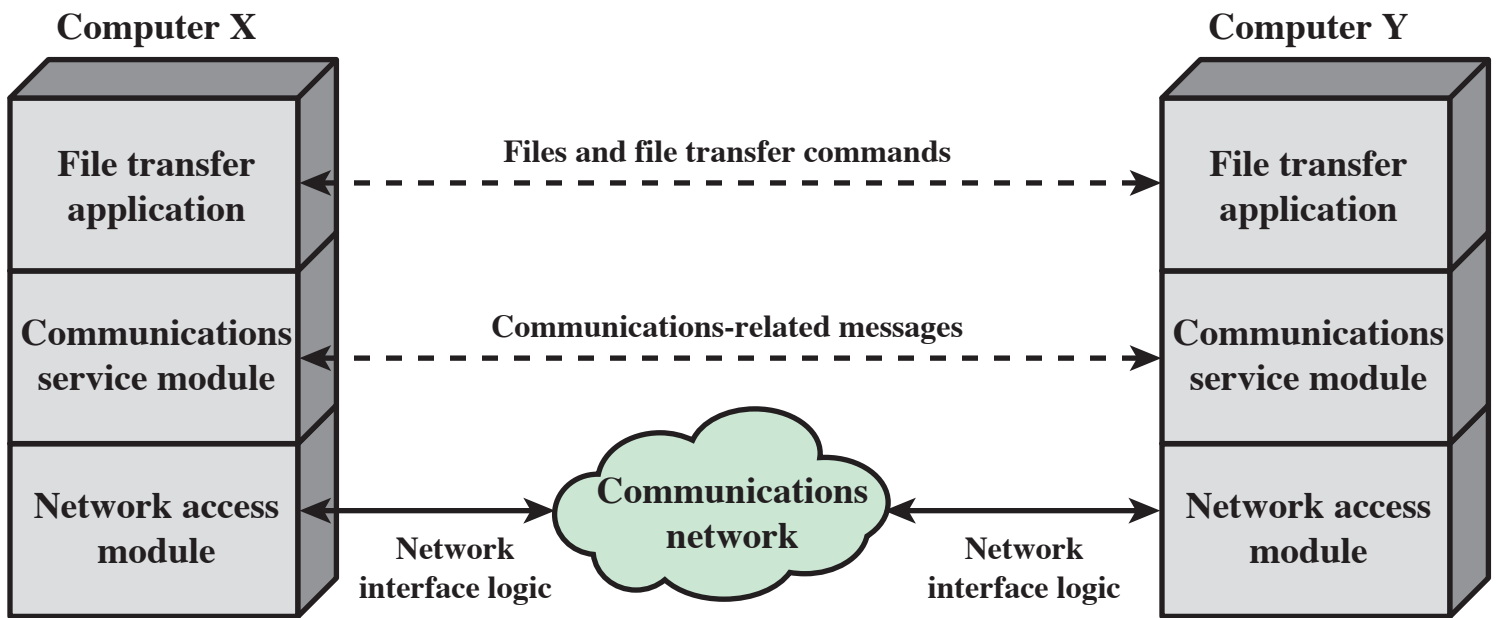 Computer X
Computer Y
File transfer
application
Files and file transfer commands
File transfer
application
Communications
service module
Communications-related messages
Communications
service module
Network access
module
Network
interface logic
Communications
network
Network
interface logic
Network access
module